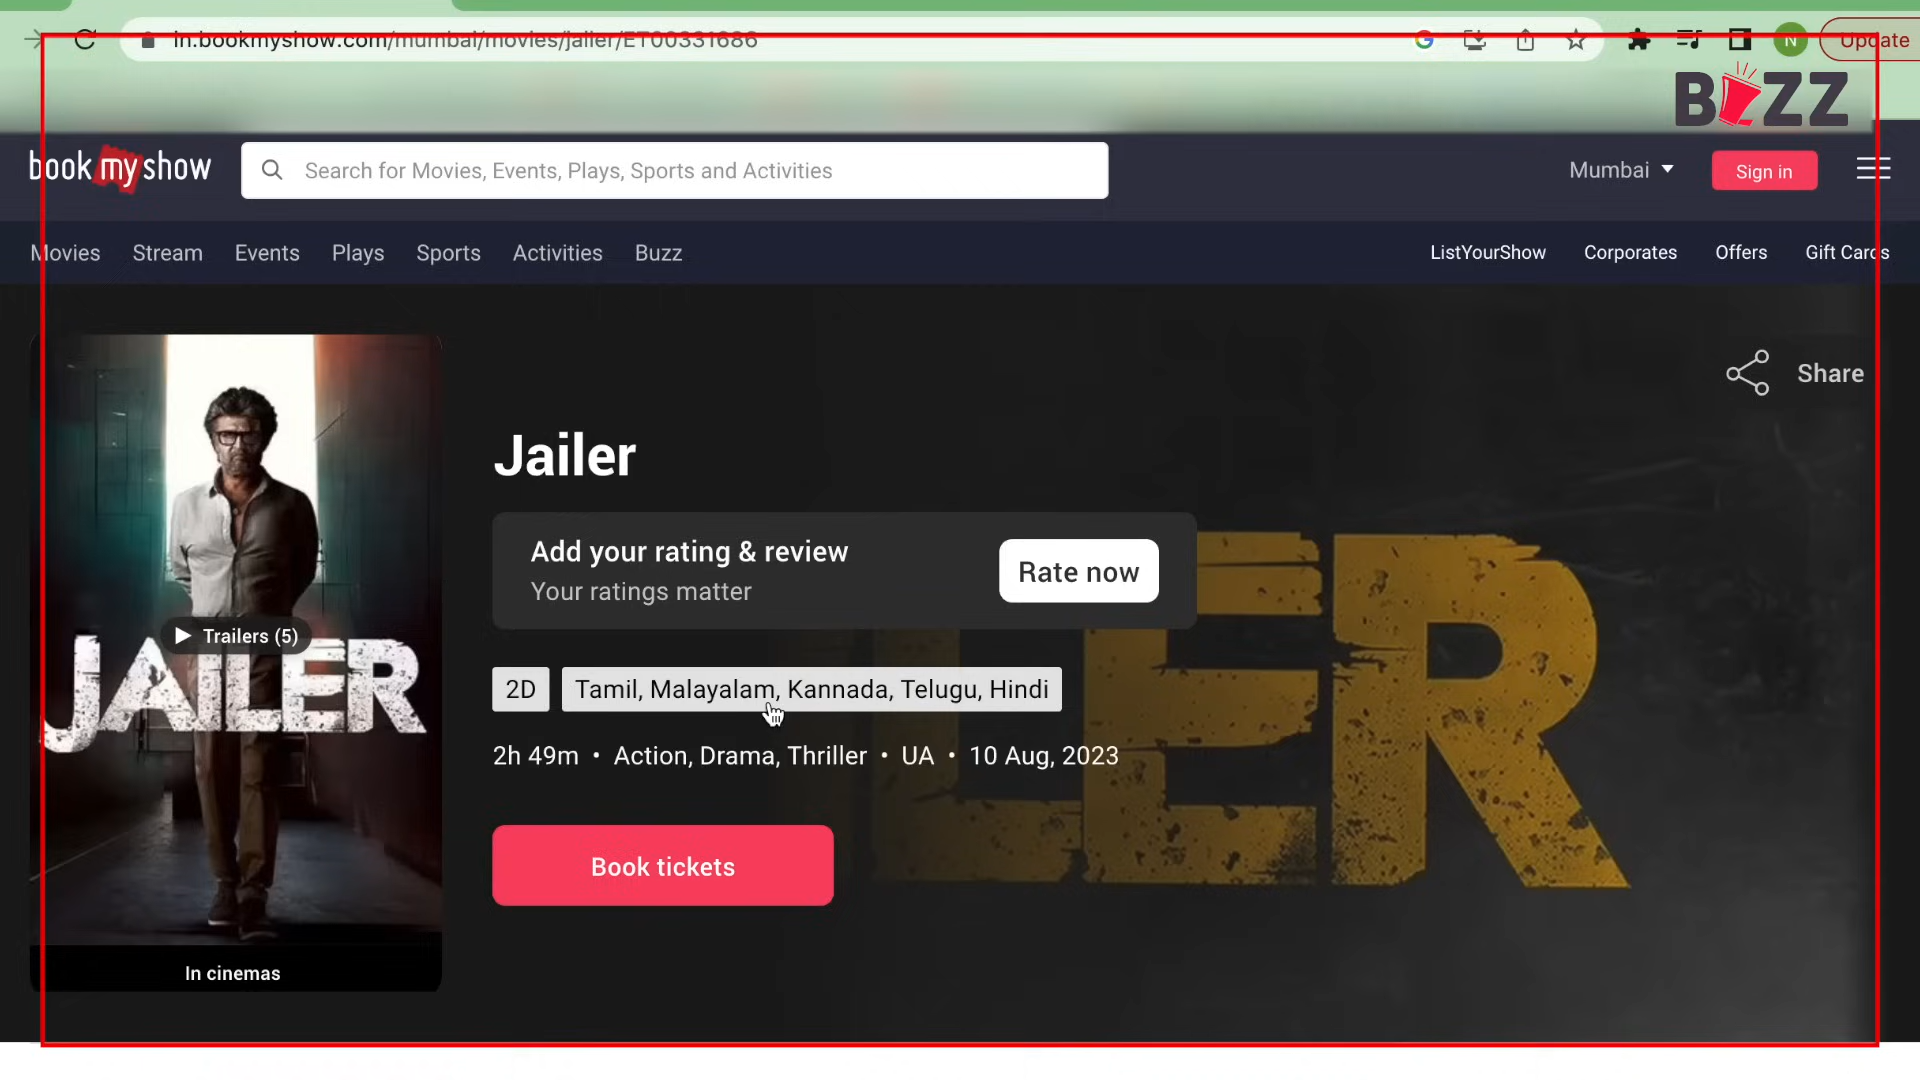 in.bookmyshow.com/mumbai/movies/jailer/ET00331686
N
Update
BUZZ
book my show
Search for Movies, Events, Plays, Sports and Activities
Mumbai
Sign in
Movies Stream Events Plays Sports Activities Buzz
ListYourShow Corporates Offers Gift Cards
Share
Jailer
Add your rating & review
Your ratings matter
Rate now
Trailers (5)
JAILER
LER
2D
Tamil, Malayalam, Kannada, Telugu, Hindi
2h 49m • Action, Drama, Thriller • UA • 10 Aug, 2023
Book tickets
In cinemas